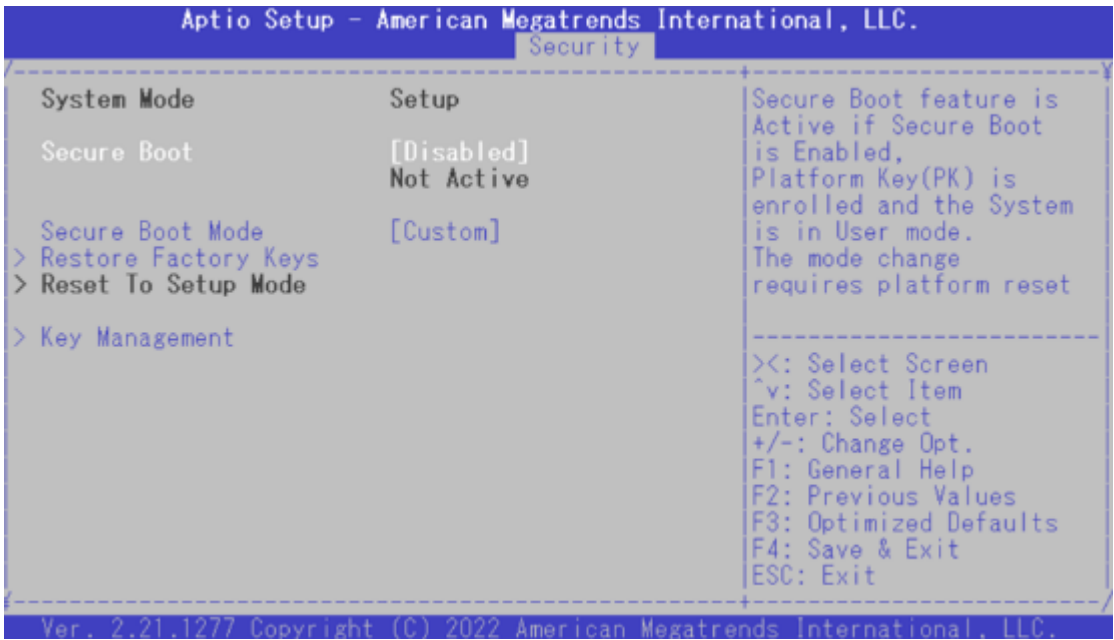 Aptio Setup - American Megatrends International, LLC.
Security
System Mode Setup
Secure Boot [Disabled]
Not Active
Secure Boot Mode [Custom]
> Restore Factory Keys
> Reset To Setup Mode
> Key Management
Secure Boot feature is
Active if Secure Boot
is Enabled,
Platform Key(PK) is
enrolled and the System
is in User mode.
The mode change
requires platform reset
><: Select Screen
^v: Select Item
Enter: Select
+/-: Change Opt.
F1: General Help
F2: Previous Values
F3: Optimized Defaults
F4: Save & Exit
ESC: Exit
Ver. 2.21.1277 Copyright (C) 2022 American Megatrends International, LLC.